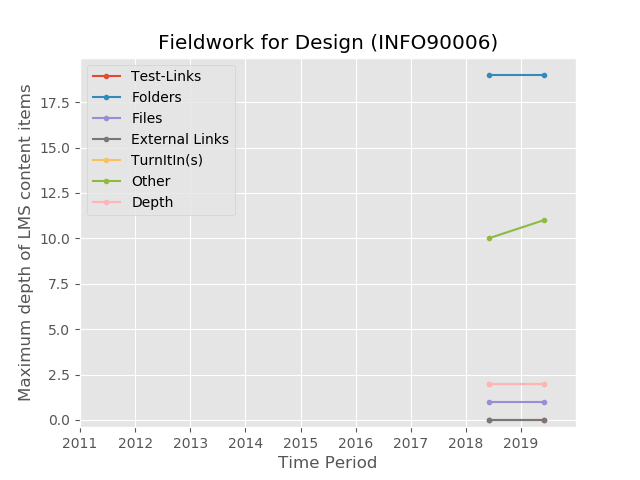 Fieldwork for Design (INFO90006)
Test-Links
Folders
Files
External Links
TurnItIn(s)
Other
Depth
Maximum depth of LMS content items
17.5
15.0
12.5
10.0
7.5
5.0
2.5
0.0
2011 2012 2013 2014 2015 2016 2017 2018 2019
Time Period